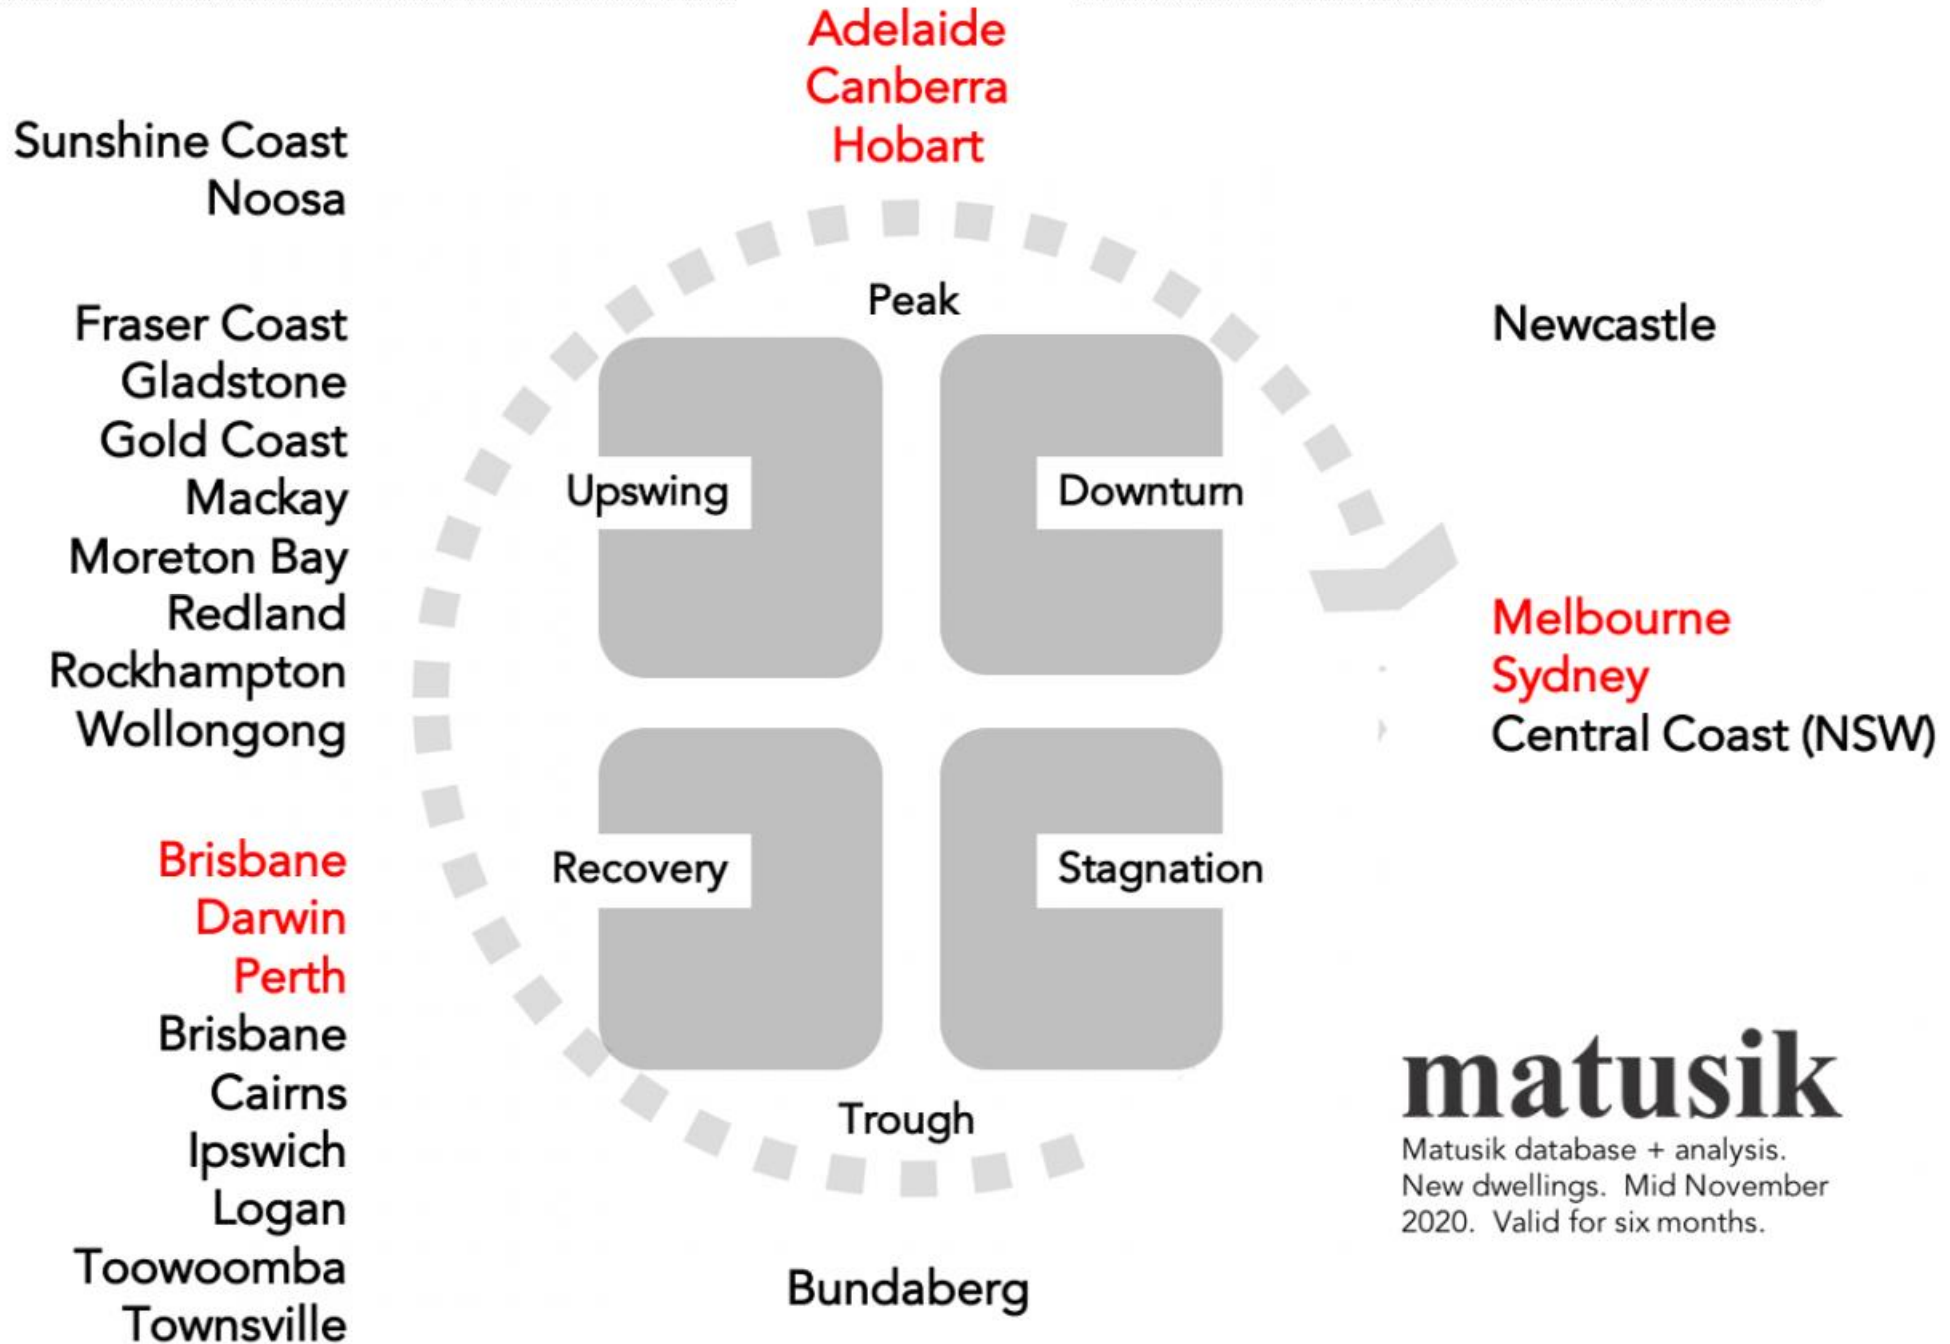 Adelaide
Canberra
Hobart
Sunshine Coast
Noosa
Fraser Coast
Gladstone
Gold Coast
Mackay
Moreton Bay
Redland
Rockhampton
Wollongong
Brisbane
Darwin
Perth
Brisbane
Cairns
Ipswich
Logan
Toowoomba
Townsville
Peak
Upswing
Downturn
Recovery
Stagnation
Trough
Bundaberg
Newcastle
Melbourne
Sydney
Central Coast (NSW)
matusik
Matusik database + analysis.
New dwellings. Mid November
2020. Valid for six months.